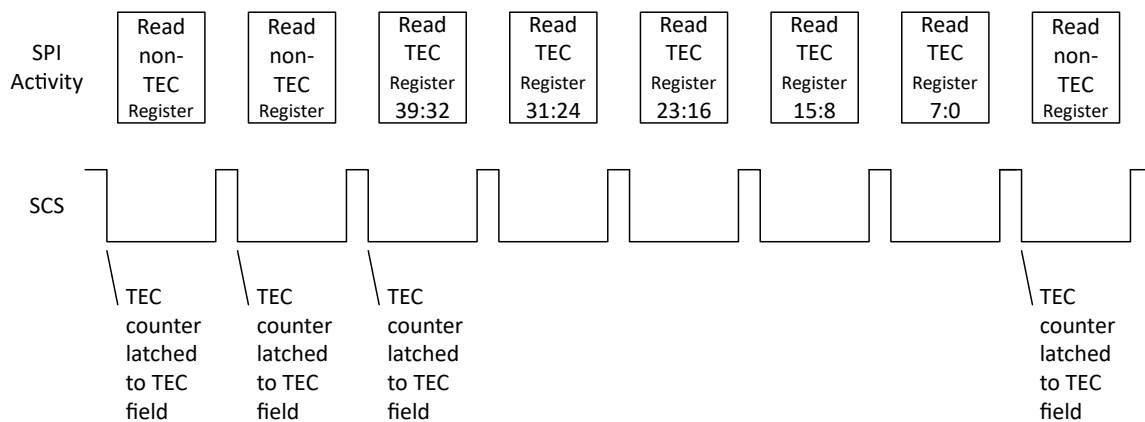 SPI
Activity
Read
non-
TEC
Register
Read
non-
TEC
Register
Read
TEC
Register
39:32
Read
TEC
Register
31:24
Read
TEC
Register
23:16
Read
TEC
Register
15:8
Read
TEC
Register
7:0
Read
non-
TEC
Register
SCS
TEC
counter
latched
to TEC
field
TEC
counter
latched
to TEC
field
TEC
counter
latched
to TEC
field
TEC
counter
latched
to TEC
field